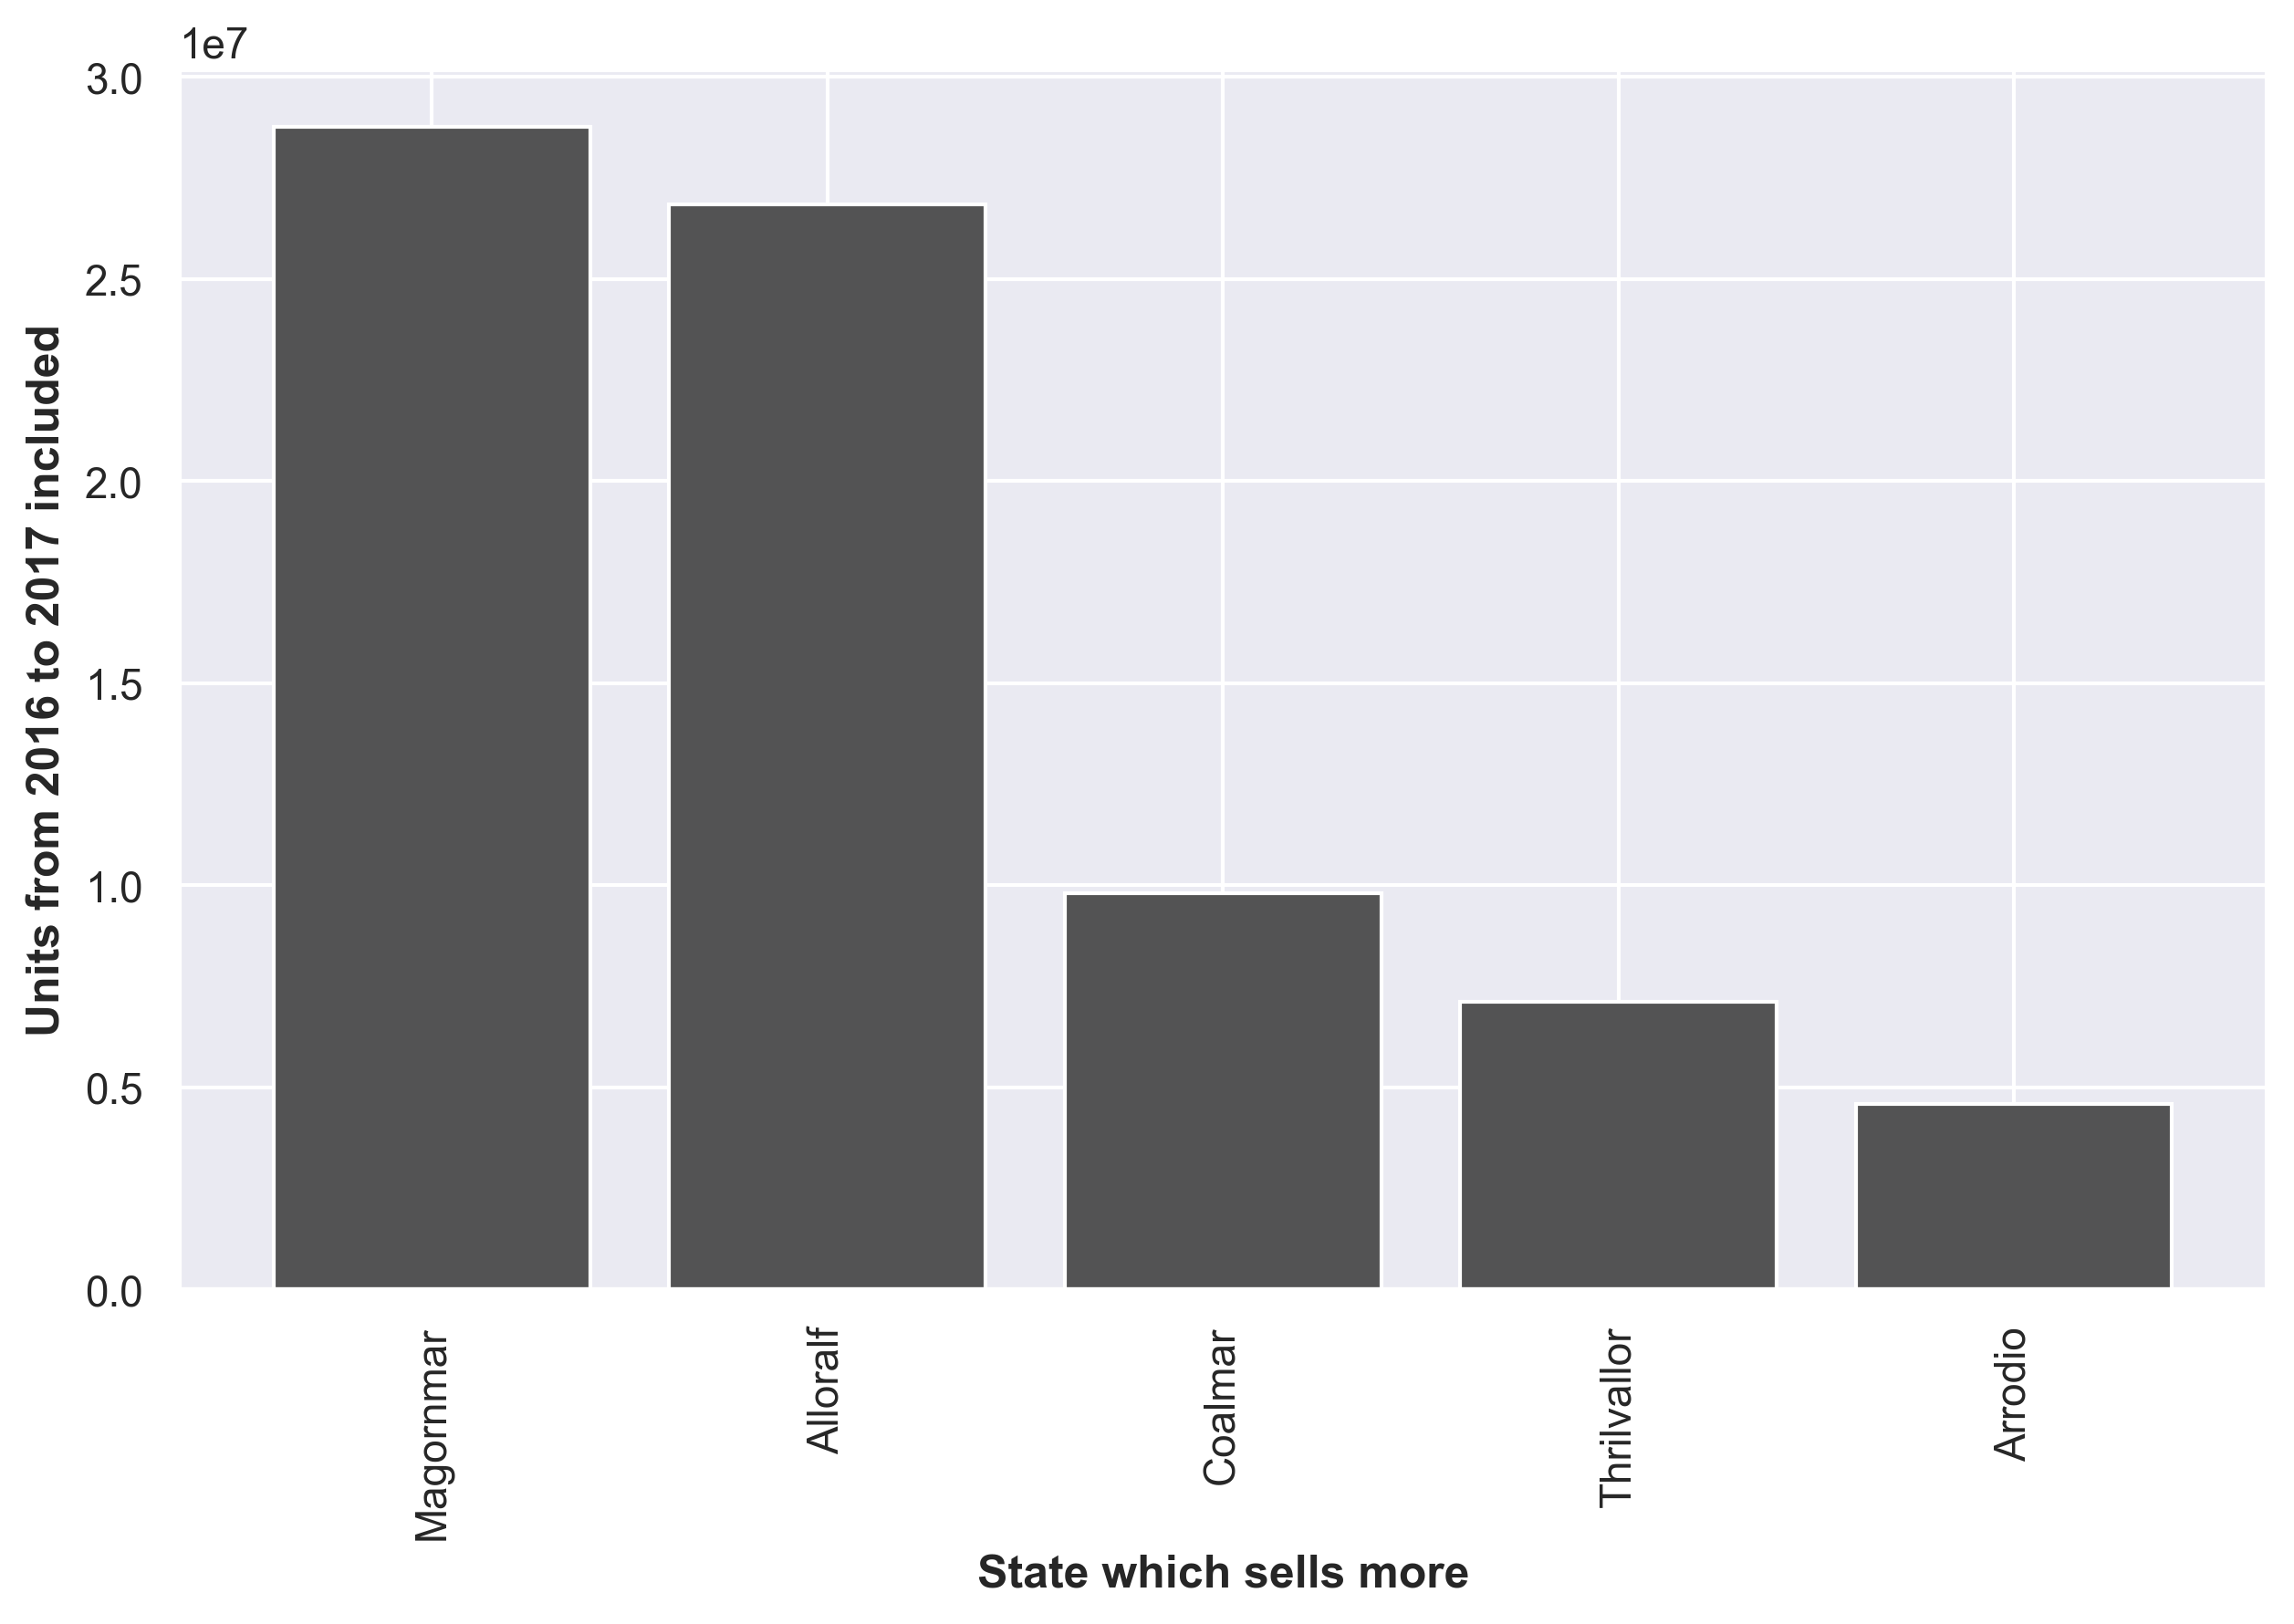 1e7
3.0
2.5
2.0
1.5
1.0
0.5
0.0
Units from 2016 to 2017 included
Magornmar
Alloralf
Coalmar
Thrilvallor
Arrodio
State which sells more